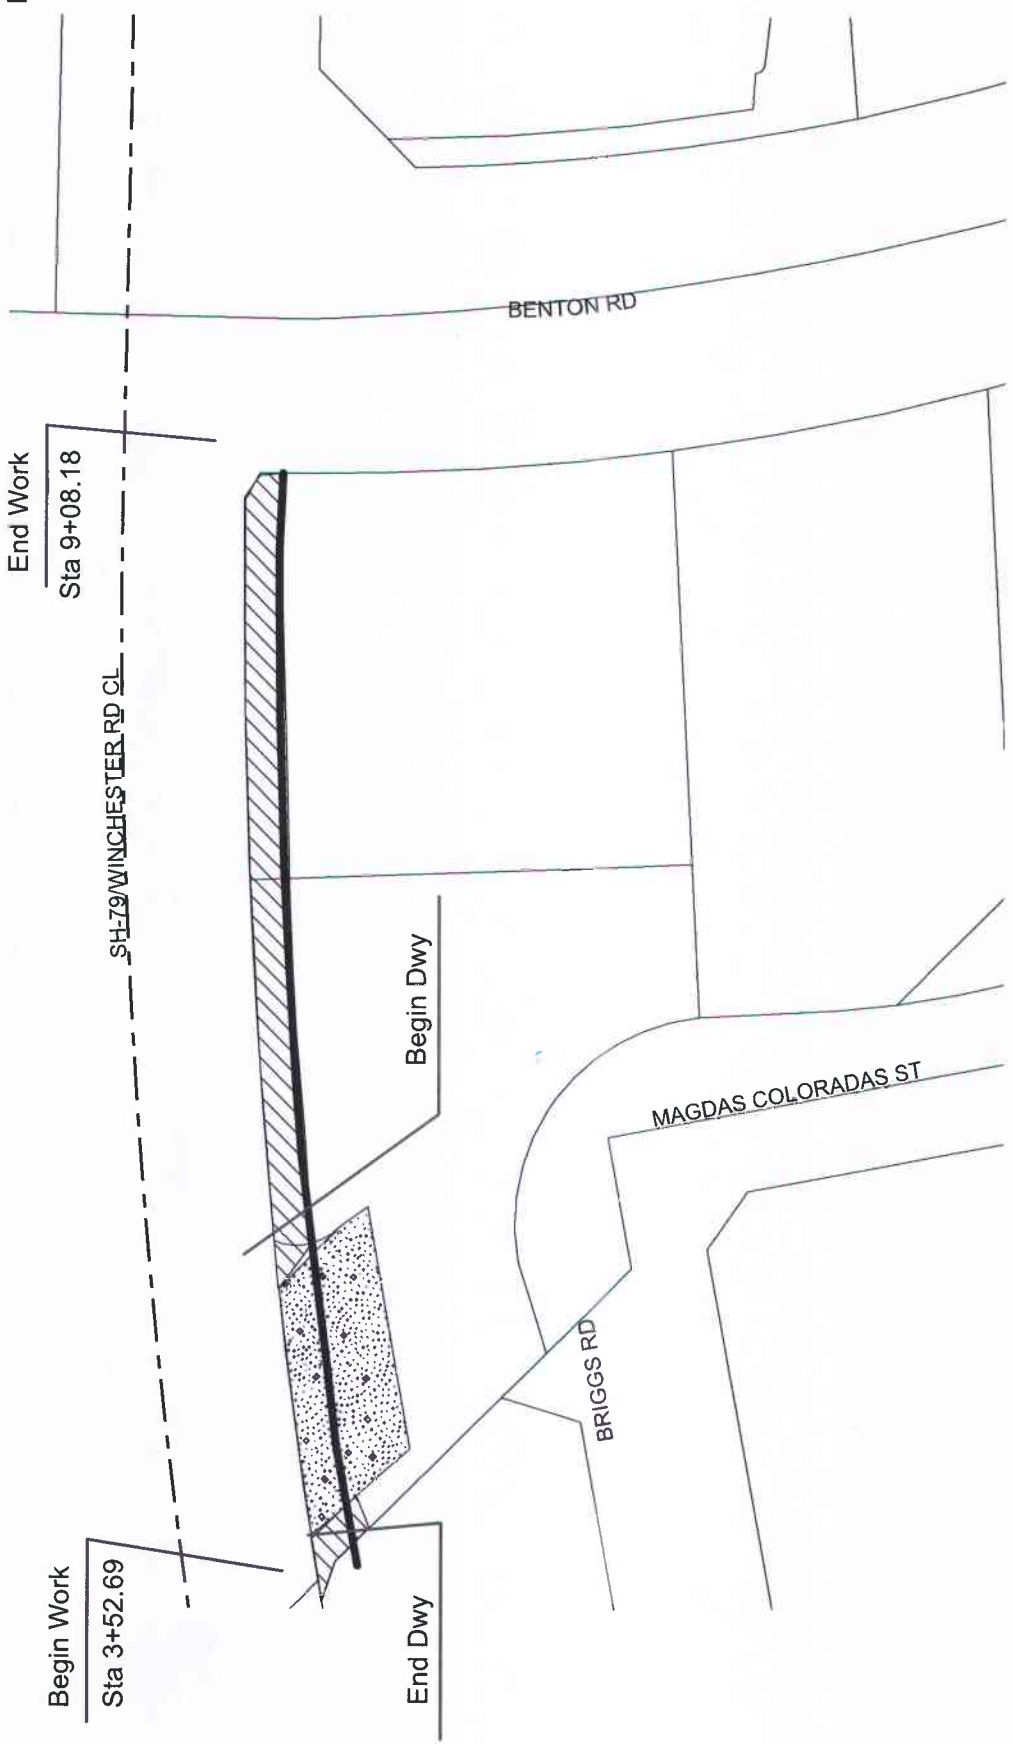 End Work
Sta 9+08.18
BENTON RD
SH-79/WINCHESTER RD CL
Begin Dwy
MAGDAS COLORADAS ST
BRIGGS RD
Begin Work
Sta 3+52.69
End Dwy